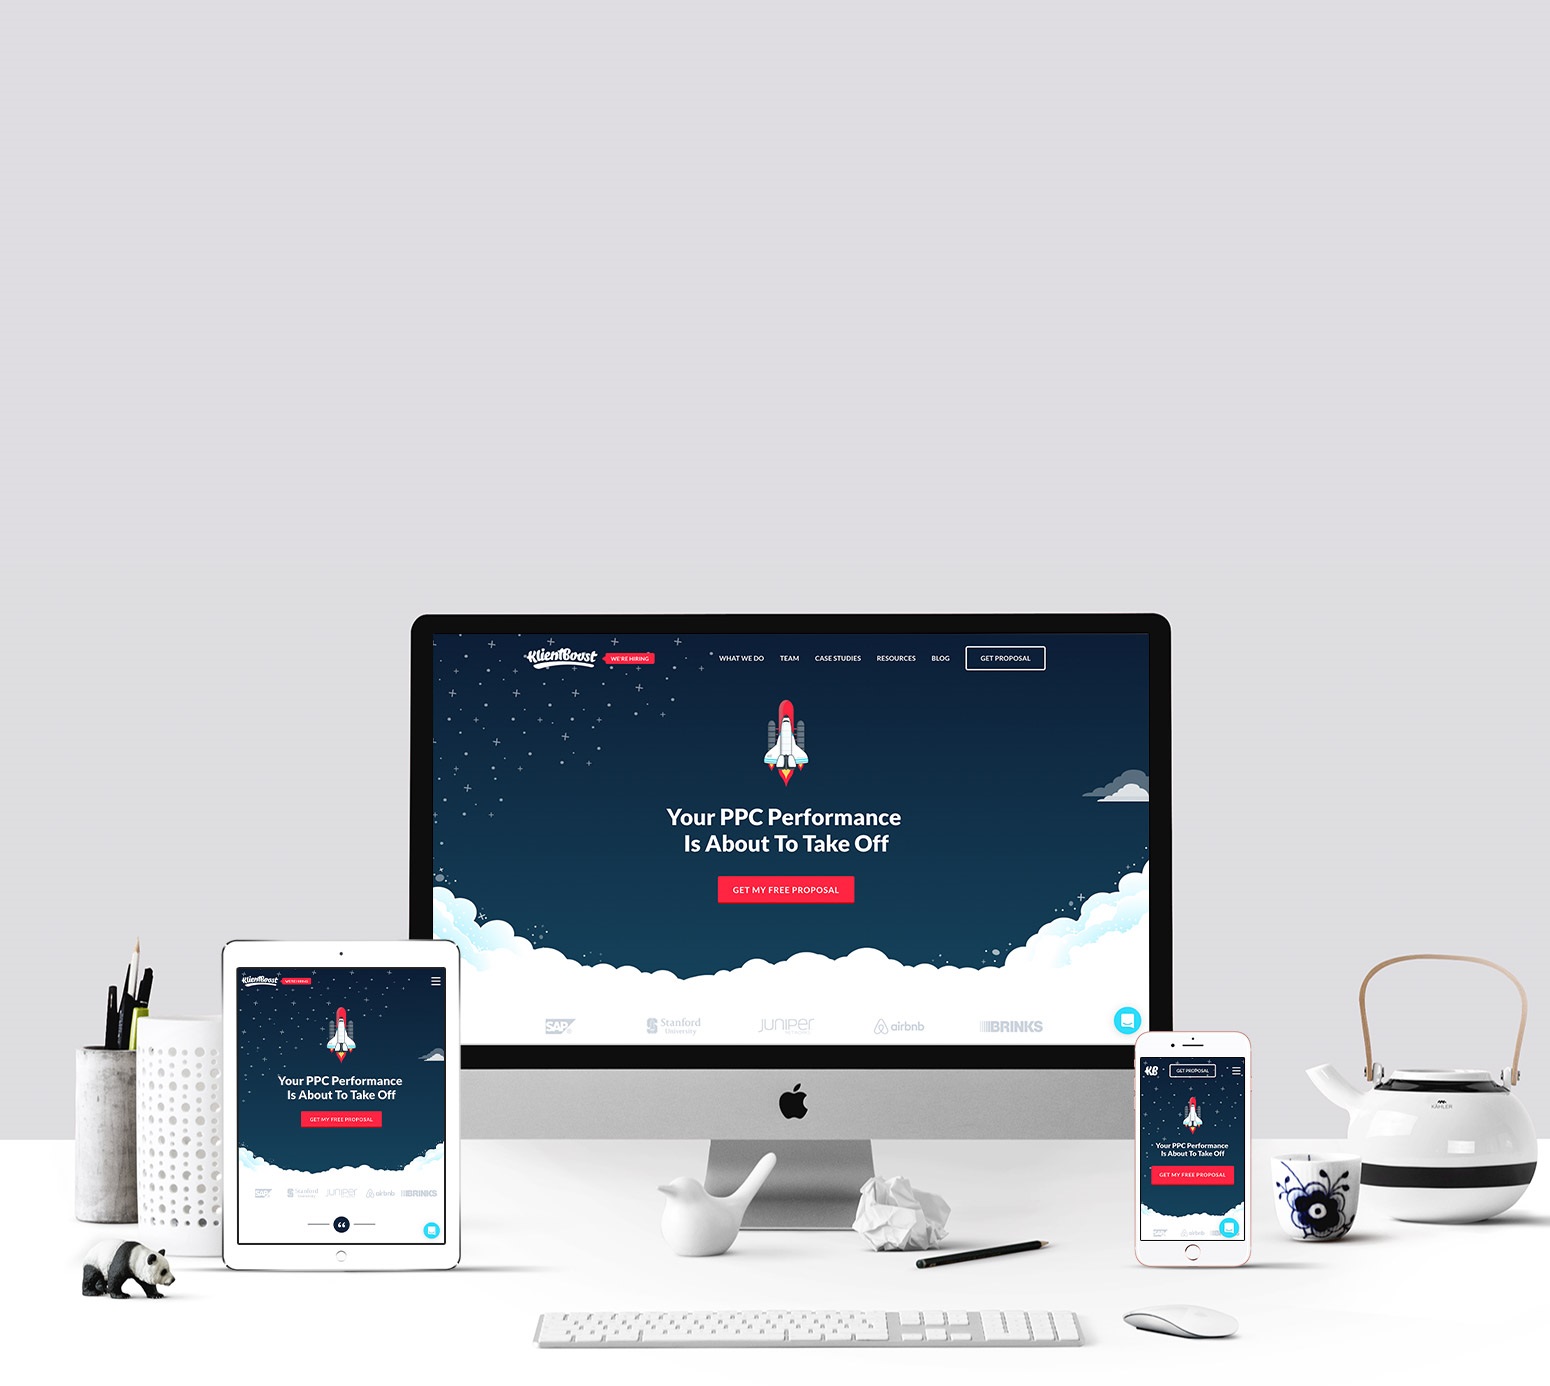 KlientBoost
WE'RE HIRING
WHAT WE DO
TEAM
CASE STUDIES
RESOURCES
BLOG
GET PROPOSAL
Your PPC Performance
Is About To Take Off
GET MY FREE PROPOSAL
SAP
Stanford
University
JUNIPEr
airbnb
BRINKS
KlientBoost
WE'RE HIRING
Your PPC Performance
Is About To Take Off
GET MY FREE PROPOSAL
SAP
Stanford
JUNIPEr
airbnb
BRINKS
KB
GET PROPOSAL
Your PPC Performance
Is About To Take Off
GET MY FREE PROPOSAL
SAP
airbnb
KÄHLER